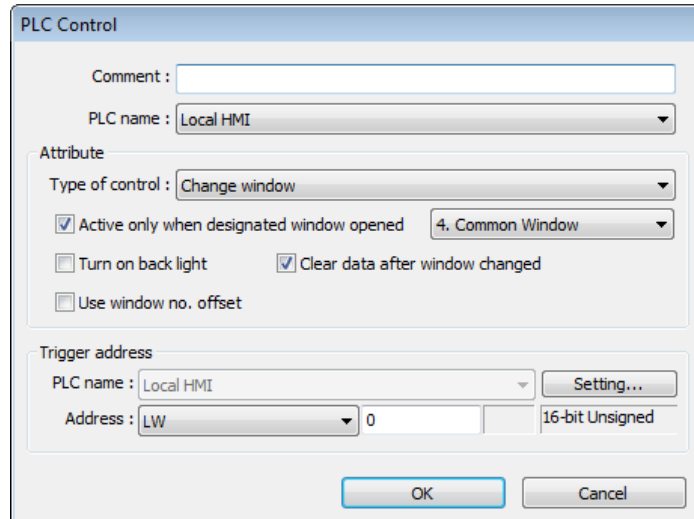 PLC Control
Comment :
PLC name : Local HMI
Attribute
Type of control : Change window
Active only when designated window opened 4. Common Window
Turn on back light Clear data after window changed
Use window no. offset
Trigger address
PLC name : Local HMI Setting...
Address : LW 0 16-bit Unsigned
OK Cancel